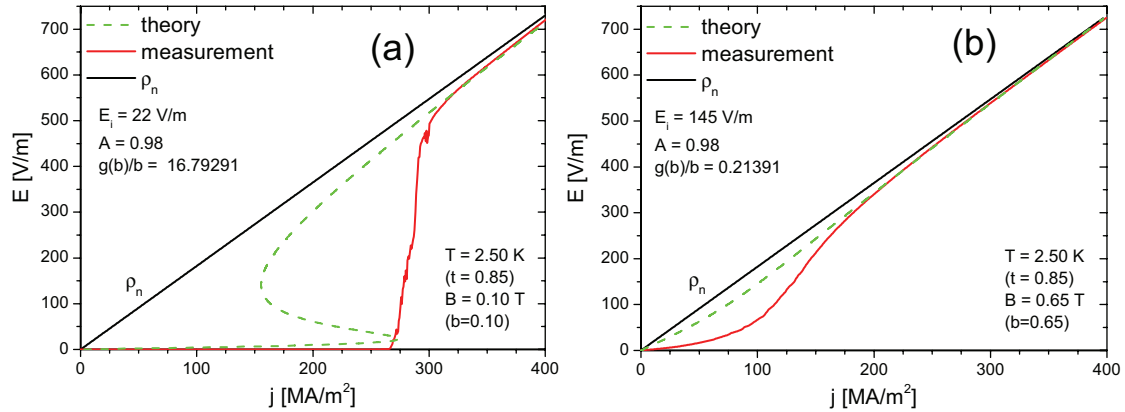 theory
measurement
ρn
(a)
Ei = 22 V/m
A = 0.98
g(b)/b = 16.79291
ρn
T = 2.50 K
(t = 0.85)
B = 0.10 T
(b=0.10)
E [V/m]
700
600
500
400
300
200
100
0
0 100 200 300 400
j [MA/m²]
theory
measurement
ρn
(b)
Ei = 145 V/m
A = 0.98
g(b)/b = 0.21391
ρn
T = 2.50 K
(t = 0.85)
B = 0.65 T
(b=0.65)
E [V/m]
700
600
500
400
300
200
100
0
0 100 200 300 400
j [MA/m²]